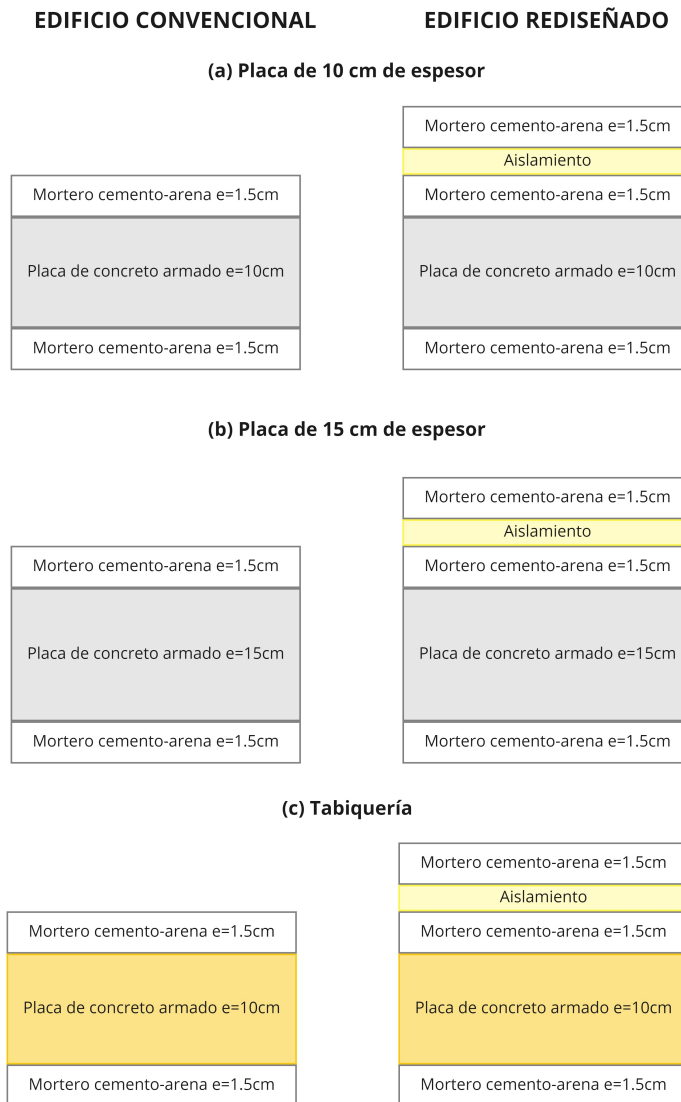 EDIFICIO CONVENCIONAL
EDIFICIO REDISEÑADO
(a) Placa de 10 cm de espesor
Mortero cemento-arena e=1.5cm
Aislamiento
Mortero cemento-arena e=1.5cm
Mortero cemento-arena e=1.5cm
Placa de concreto armado e=10cm
Placa de concreto armado e=10cm
Mortero cemento-arena e=1.5cm
Mortero cemento-arena e=1.5cm
(b) Placa de 15 cm de espesor
Mortero cemento-arena e=1.5cm
Aislamiento
Mortero cemento-arena e=1.5cm
Mortero cemento-arena e=1.5cm
Placa de concreto armado e=15cm
Placa de concreto armado e=15cm
Mortero cemento-arena e=1.5cm
Mortero cemento-arena e=1.5cm
(c) Tabiquería
Mortero cemento-arena e=1.5cm
Aislamiento
Mortero cemento-arena e=1.5cm
Mortero cemento-arena e=1.5cm
Placa de concreto armado e=10cm
Placa de concreto armado e=10cm
Mortero cemento-arena e=1.5cm
Mortero cemento-arena e=1.5cm